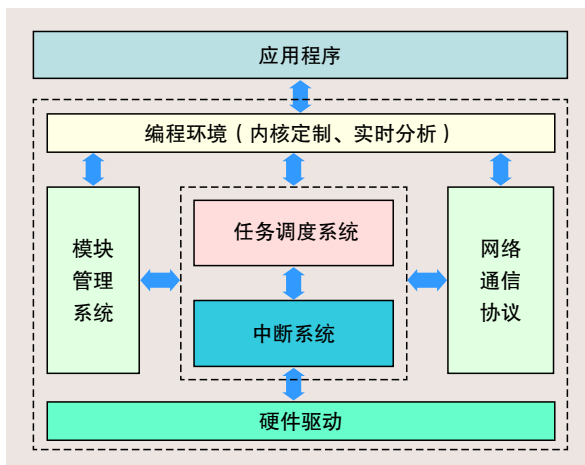 应用程序
编程环境（内核定制、实时分析）
模块
管理
系统
任务调度系统
中断系统
网络
通信
协议
硬件驱动